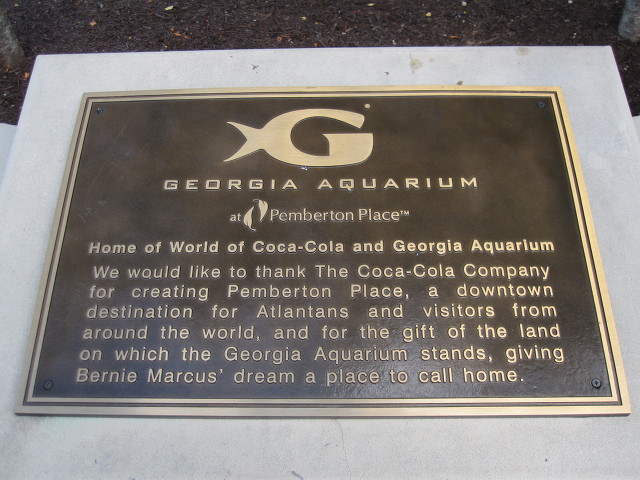 G
GEORGIA AQUARIUM
at Pemberton Place™
Home of World of Coca-Cola and Georgia Aquarium
We would like to thank The Coca-Cola Company
for creating Pemberton Place, a downtown
destination for Atlantans and visitors from
around the world, and for the gift of the land
on which the Georgia Aquarium stands, giving
Bernie Marcus' dream a place to call home.